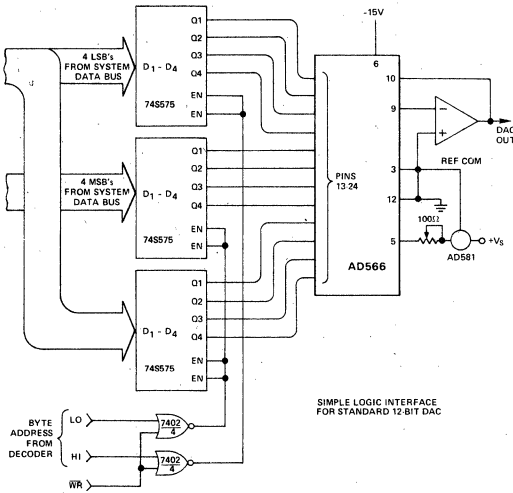 4 LSB's
FROM SYSTEM
DATA BUS
D1 - D4
74S575
Q1
Q2
Q3
Q4
EN
EN
4 MSB's
FROM SYSTEM
DATA BUS
D1 - D4
74S575
Q1
Q2
Q3
Q4
EN
EN
D1 - D4
74S575
Q1
Q2
Q3
Q4
EN
EN
BYTE
ADDRESS
FROM
DECODER
LO
HI
WR
7402
4
7402
4
-15V
6
PINS
13-24
AD566
10
9
3
12
5
-
+
DAC
OUT
REF COM
100Ω
AD581
+VS
SIMPLE LOGIC INTERFACE
FOR STANDARD 12-BIT DAC